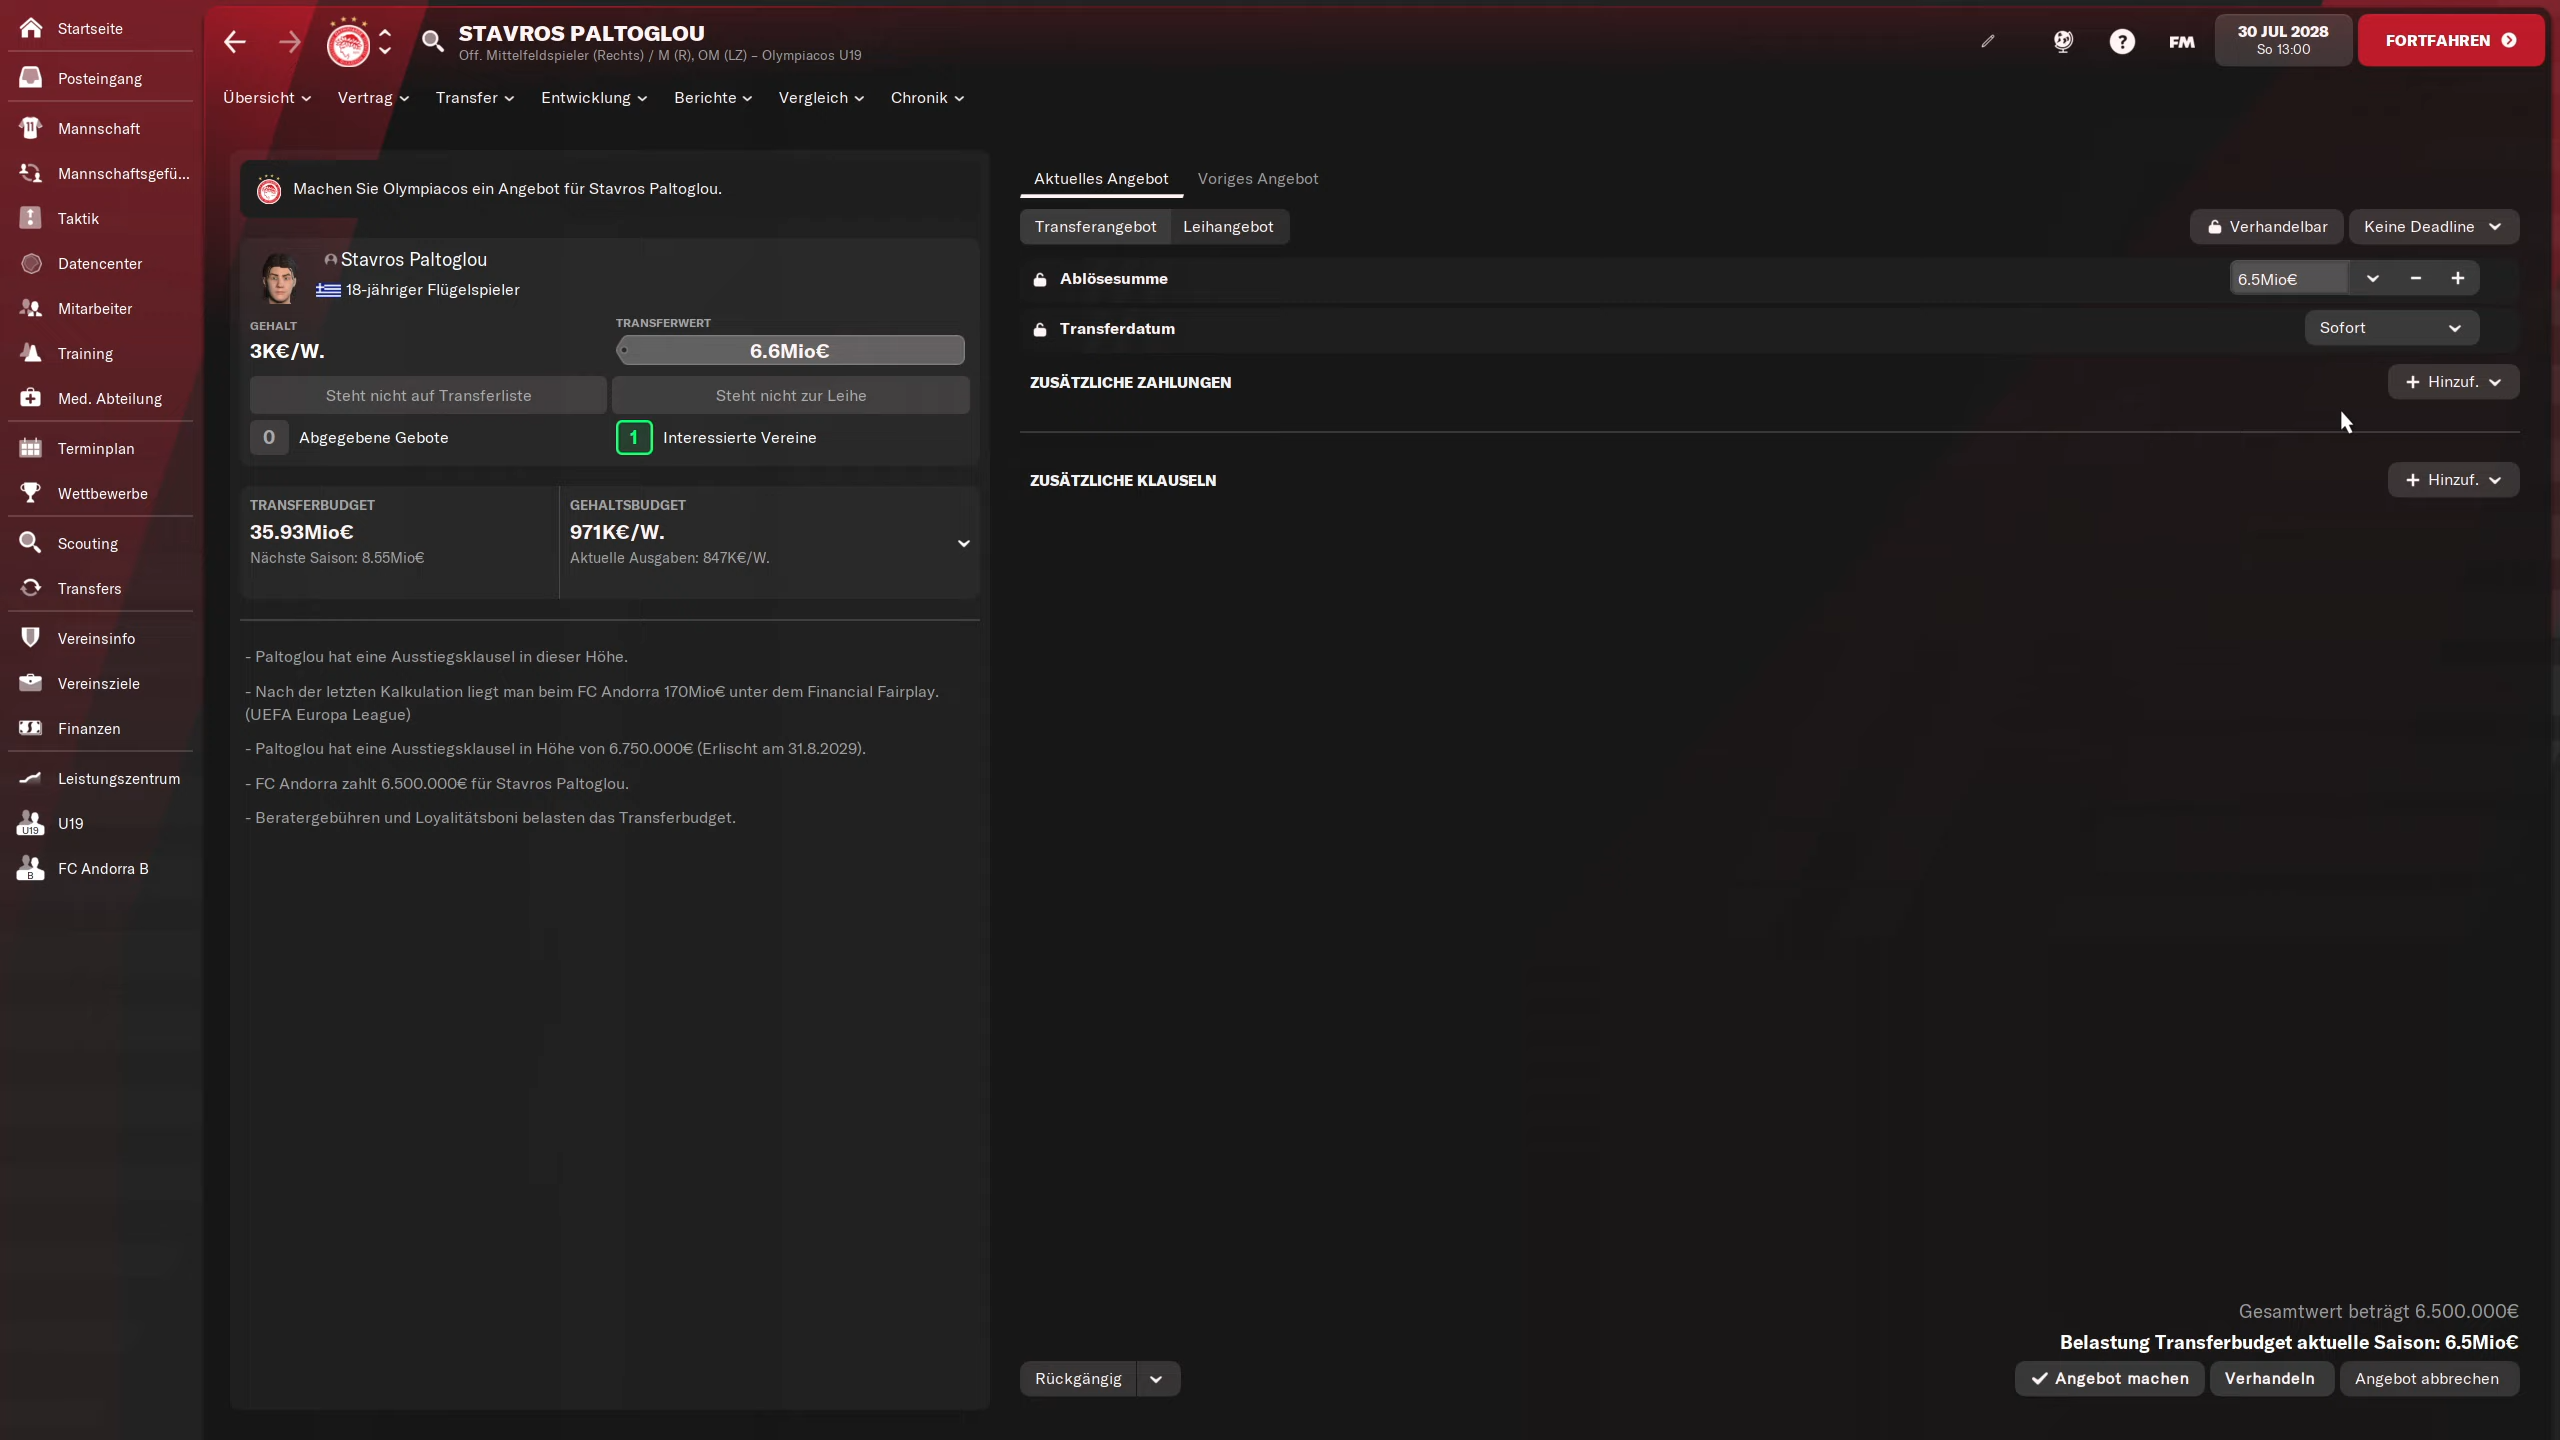 Startseite
Posteingang
Mannschaft
Mannschaftsgefü...
Taktik
Datencenter
Mitarbeiter
Training
Med. Abteilung
Terminplan
Wettbewerbe
Scouting
Transfers
Vereinsinfo
Vereinsziele
Finanzen
Leistungszentrum
U19
U19
B
FC Andorra B
STAVROS PALTOGLOU
Off. Mittelfeldspieler (Rechts) / M (R), OM (LZ) – Olympiacos U19
?
FM
30 JUL 2028
So 13:00
FORTFAHREN
Übersicht
Vertrag
Transfer
Entwicklung
Berichte
Vergleich
Chronik
Machen Sie Olympiacos ein Angebot für Stavros Paltoglou.
Stavros Paltoglou
18-jähriger Flügelspieler
GEHALT
3K€/W.
TRANSFERWERT
6.6Mio€
Steht nicht auf Transferliste
Steht nicht zur Leihe
0 Abgegebene Gebote
1 Interessierte Vereine
TRANSFERBUDGET
35.93Mio€
Nächste Saison: 8.55Mio€
GEHALTSBUDGET
971K€/W.
Aktuelle Ausgaben: 847K€/W.
- Paltoglou hat eine Ausstiegsklausel in dieser Höhe.
- Nach der letzten Kalkulation liegt man beim FC Andorra 170Mio€ unter dem Financial Fairplay.
(UEFA Europa League)
- Paltoglou hat eine Ausstiegsklausel in Höhe von 6.750.000€ (Erlischt am 31.8.2029).
- FC Andorra zahlt 6.500.000€ für Stavros Paltoglou.
- Beratergebühren und Loyalitätsboni belasten das Transferbudget.
Aktuelles Angebot
Voriges Angebot
Transferangebot
Leihangebot
Verhandelbar
Keine Deadline
Ablösesumme
6.5Mio€
Transferdatum
Sofort
ZUSÄTZLICHE ZAHLUNGEN
Hinzuf.
ZUSÄTZLICHE KLAUSELN
Hinzuf.
Gesamtwert beträgt 6.500.000€
Belastung Transferbudget aktuelle Saison: 6.5Mio€
Rückgängig
Angebot machen
Verhandeln
Angebot abbrechen